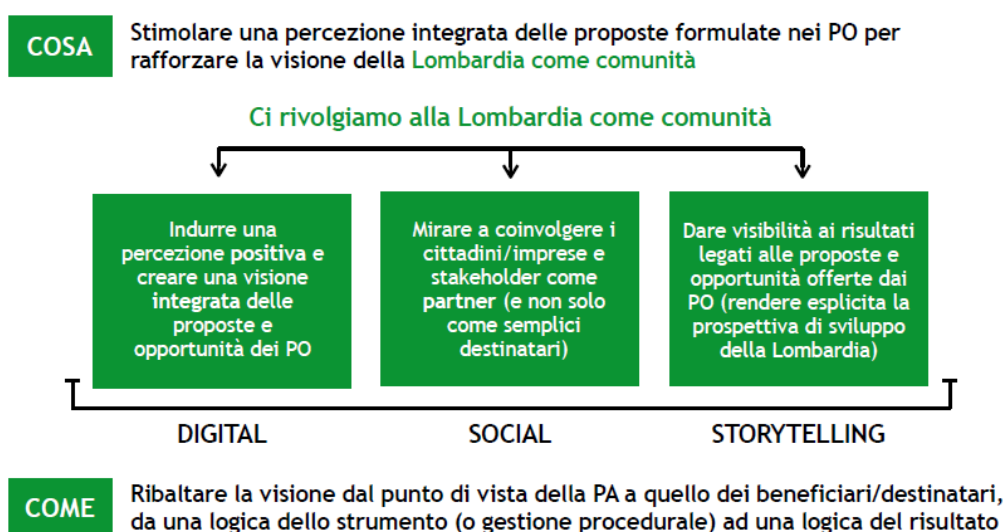 COSA
Stimolare una percezione integrata delle proposte formulate nei PO per
rafforzare la visione della Lombardia come comunità
Ci rivolgiamo alla Lombardia come comunità
Indurre una
percezione positiva e
creare una visione
integrata delle
proposte e
opportunità dei PO
Mirare a coinvolgere i
cittadini/imprese e
stakeholder come
partner (e non solo
come semplici
destinatari)
Dare visibilità ai risultati
legati alle proposte e
opportunità offerte dai
PO (rendere esplicita la
prospettiva di sviluppo
della Lombardia)
DIGITAL
SOCIAL
STORYTELLING
COME
Ribaltare la visione dal punto di vista della PA a quello dei beneficiari/destinatari,
da una logica dello strumento (o gestione procedurale) ad una logica del risultato.